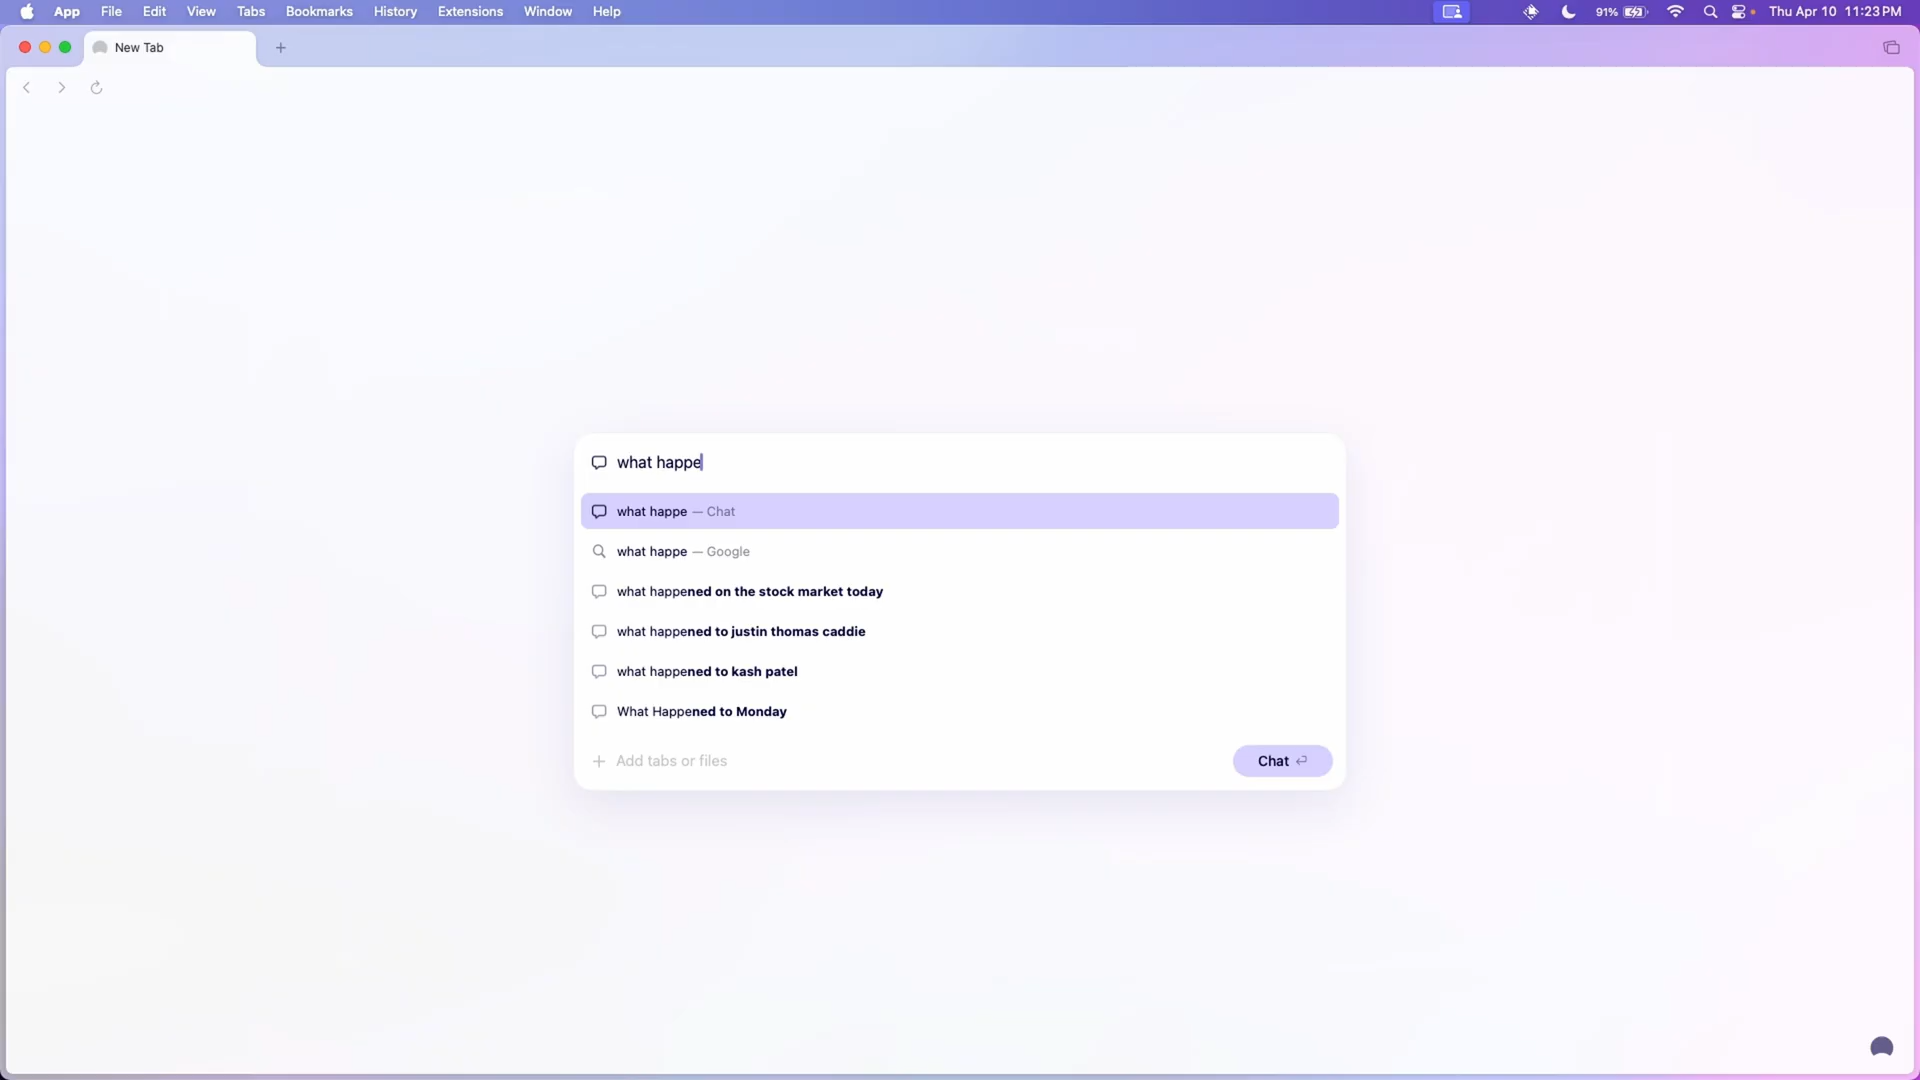 App File Edit View Tabs Bookmarks History Extensions Window Help 91% Thu Apr 10 11:23 PM
New Tab
what happe
what happe — Chat
what happe — Google
what happened on the stock market today
what happened to justin thomas caddie
what happened to kash patel
What Happened to Monday
Add tabs or files Chat